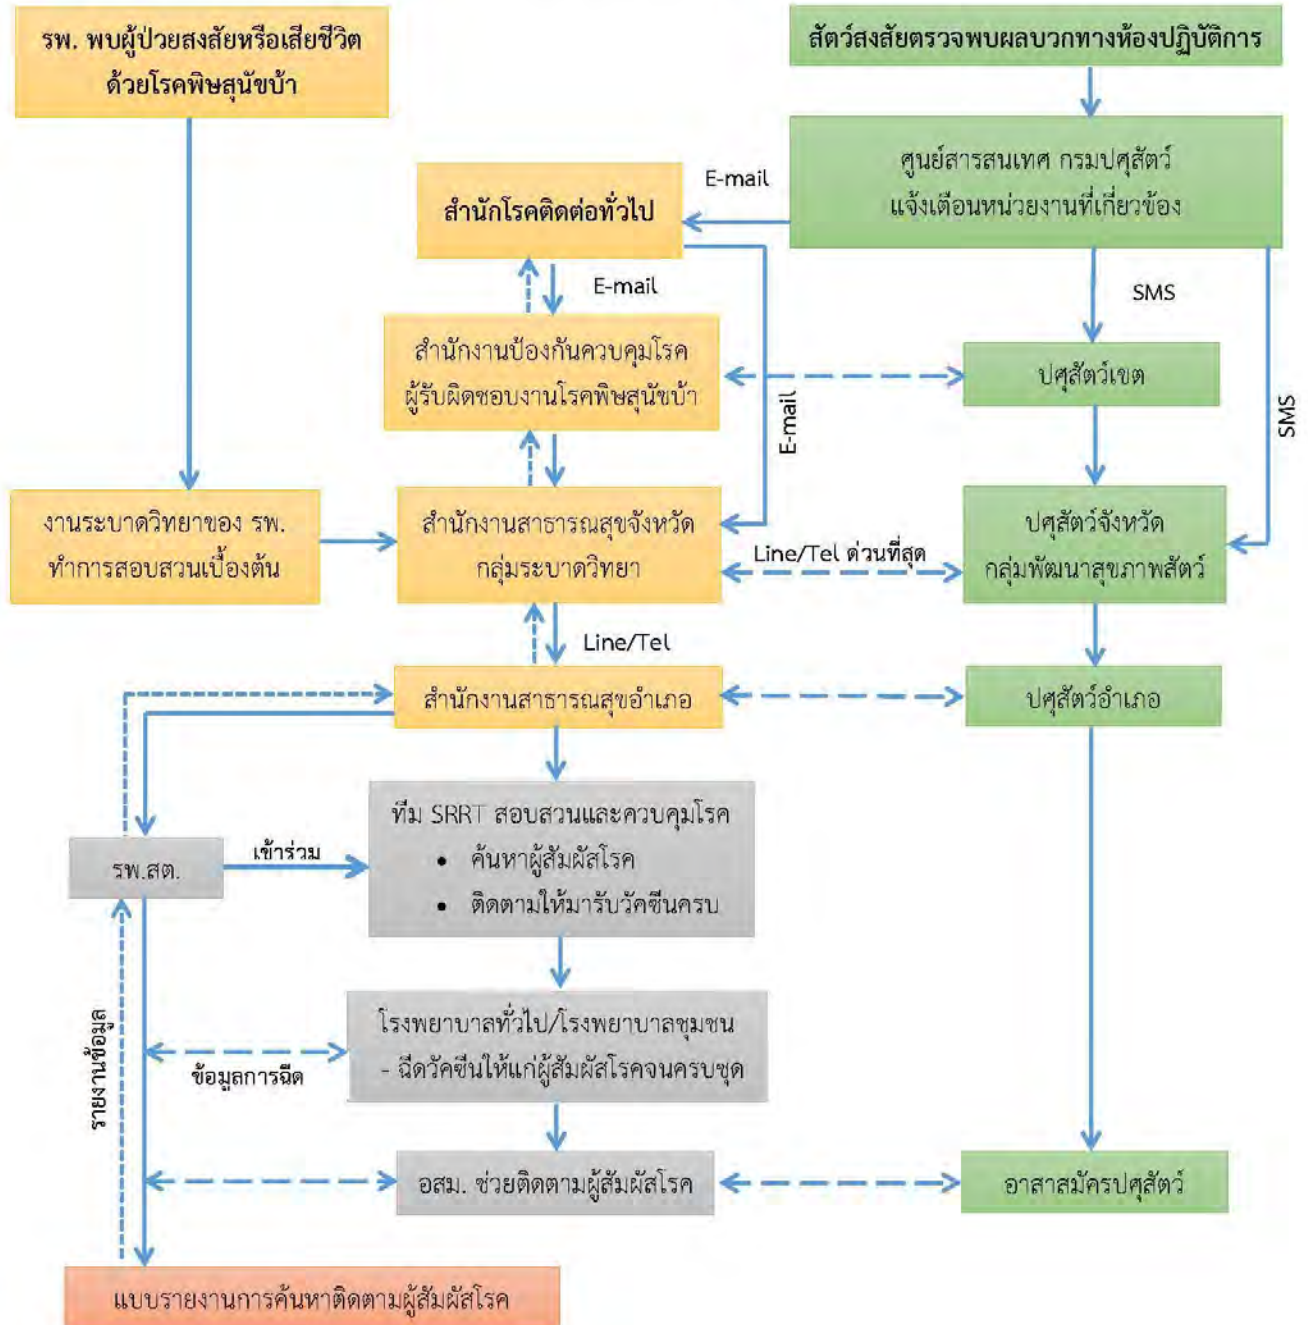 รพ. พบผู้ป่วยสงสัยหรือเสียชีวิต
ด้วยโรคพิษสุนัขบ้า
สัตว์สงสัยตรวจพบผลบวกทางห้องปฏิบัติการ
ศูนย์สารสนเทศ กรมปศุสัตว์
แจ้งเตือนหน่วยงานที่เกี่ยวข้อง
E-mail
สำนักโรคติดต่อทั่วไป
E-mail
SMS
สำนักงานป้องกันควบคุมโรค
ผู้รับผิดชอบงานโรคพิษสุนัขบ้า
ปศุสัตว์เขต
E-mail
SMS
งานระบาดวิทยาของ รพ.
ทำการสอบสวนเบื้องต้น
สำนักงานสาธารณสุขจังหวัด
กลุ่มระบาดวิทยา
Line/Tel ด่วนที่สุด
ปศุสัตว์จังหวัด
กลุ่มพัฒนาสุขภาพสัตว์
Line/Tel
สำนักงานสาธารณสุขอำเภอ
ปศุสัตว์อำเภอ
ทีม SRRT สอบสวนและควบคุมโรค
• ค้นหาผู้สัมผัสโรค
• ติดตามให้มารับวัคซีนครบ
รพ.สต.
เข้าร่วม
โรงพยาบาลทั่วไป/โรงพยาบาลชุมชน
- ฉีดวัคซีนให้แก่ผู้สัมผัสโรคจนครบชุด
รายงานข้อมูล
ข้อมูลการฉีด
อสม. ช่วยติดตามผู้สัมผัสโรค
อาสาสมัครปศุสัตว์
แบบรายงานการค้นหาติดตามผู้สัมผัสโรค